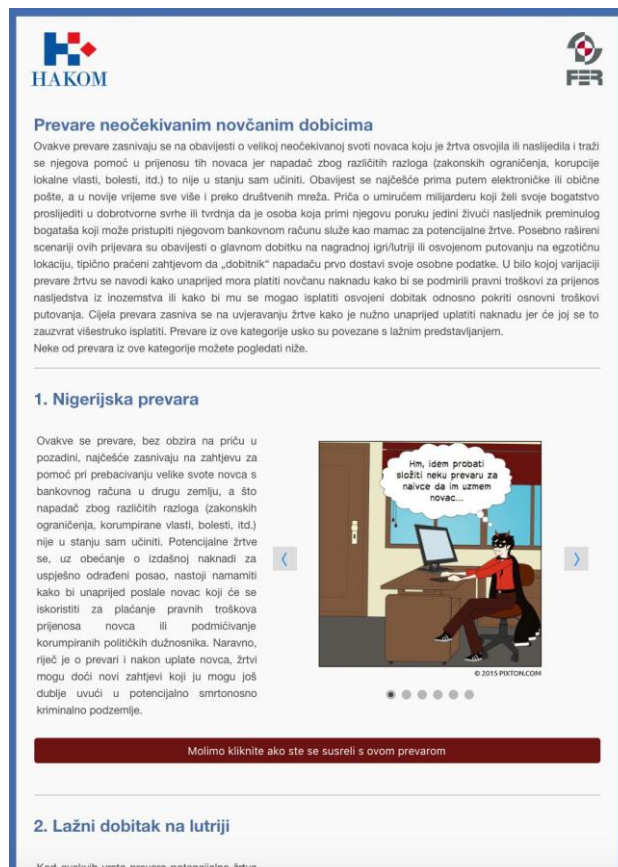 HAKOM
FER
Prevare neočekivanim novčanim dobicima
Ovakve prevare zasnivaju se na obavijesti o velikoj neočekivanoj svoti novaca koju je žrtva osvojila ili naslijedila i traži
se njegova pomoć u prijenosu tih novaca jer napadač zbog različitih razloga (zakonskih ograničenja, korupcije
lokalne vlasti, bolesti, itd.) to nije u stanju sam učiniti. Obavijest se najčešće prima putem elektroničke ili obične
pošte, a u novije vrijeme sve više i preko društvenih mreža. Priča o umirućem milijarderu koji želi svoje bogatstvo
proslijediti u dobrotvorne svrhe ili tvrdnja da je osoba koja primi njegovu poruku jedini živući nasljednik preminulog
bogataša koji može pristupiti njegovom bankovnom računu služe kao mamac za potencijalne žrtve. Posebno rašireni
scenariji ovih prijevara su obavijesti o glavnom dobitku na nagradnoj igri/lutriji ili osvojenom putovanju na egzotičnu
lokaciju, tipično praćeni zahtjevom da „dobitnik“ napadaču prvo dostavi svoje osobne podatke. U bilo kojoj varijaciji
prevare žrtvu se navodi kako unaprijed mora platiti novčanu naknadu kako bi se podmirili pravni troškovi za prijenos
nasljedstva iz inozemstva ili kako bi mu se mogao isplatiti osvojeni dobitak odnosno pokriti osnovni troškovi
putovanja. Cijela prevara zasniva se na uvjeravanju žrtve kako je nužno unaprijed uplatiti naknadu jer će joj se to
zauzvrat višestruko isplatiti. Prevare iz ove kategorije usko su povezane s lažnim predstavljanjem.
Neke od prevara iz ove kategorije možete pogledati niže.
1. Nigerijska prevara
Ovakve se prevare, bez obzira na priču u
pozadini, najčešće zasnivaju na zahtjevu za
pomoć pri prebacivanju velike svote novca s
bankovnog računa u drugu zemlju, a što
napadač zbog različitih razloga (zakonskih
ograničenja, korumpirane vlasti, bolesti, itd.)
nije u stanju sam učiniti. Potencijalne žrtve
se, uz obećanje o izdašnoj naknadi za
uspješno odrađeni posao, nastoji namamiti
kako bi unaprijed poslale novac koji će se
iskoristiti za plaćanje pravnih troškova
prijenosa novca ili podmićivanje
korumpiranih političkih dužnosnika. Naravno,
riječ je o prevari i nakon uplate novca, žrtvi
mogu doći novi zahtjevi koji ju mogu još
dublje uvući u potencijalno smrtonosno
kriminalno podzemlje.
Hm, idem probati
složiti neku prevaru za
naivce da im uzmem
novac...
© 2015 PIXTON.COM
Molimo kliknite ako ste se susreli s ovom prevarom
2. Lažni dobitak na lutriji